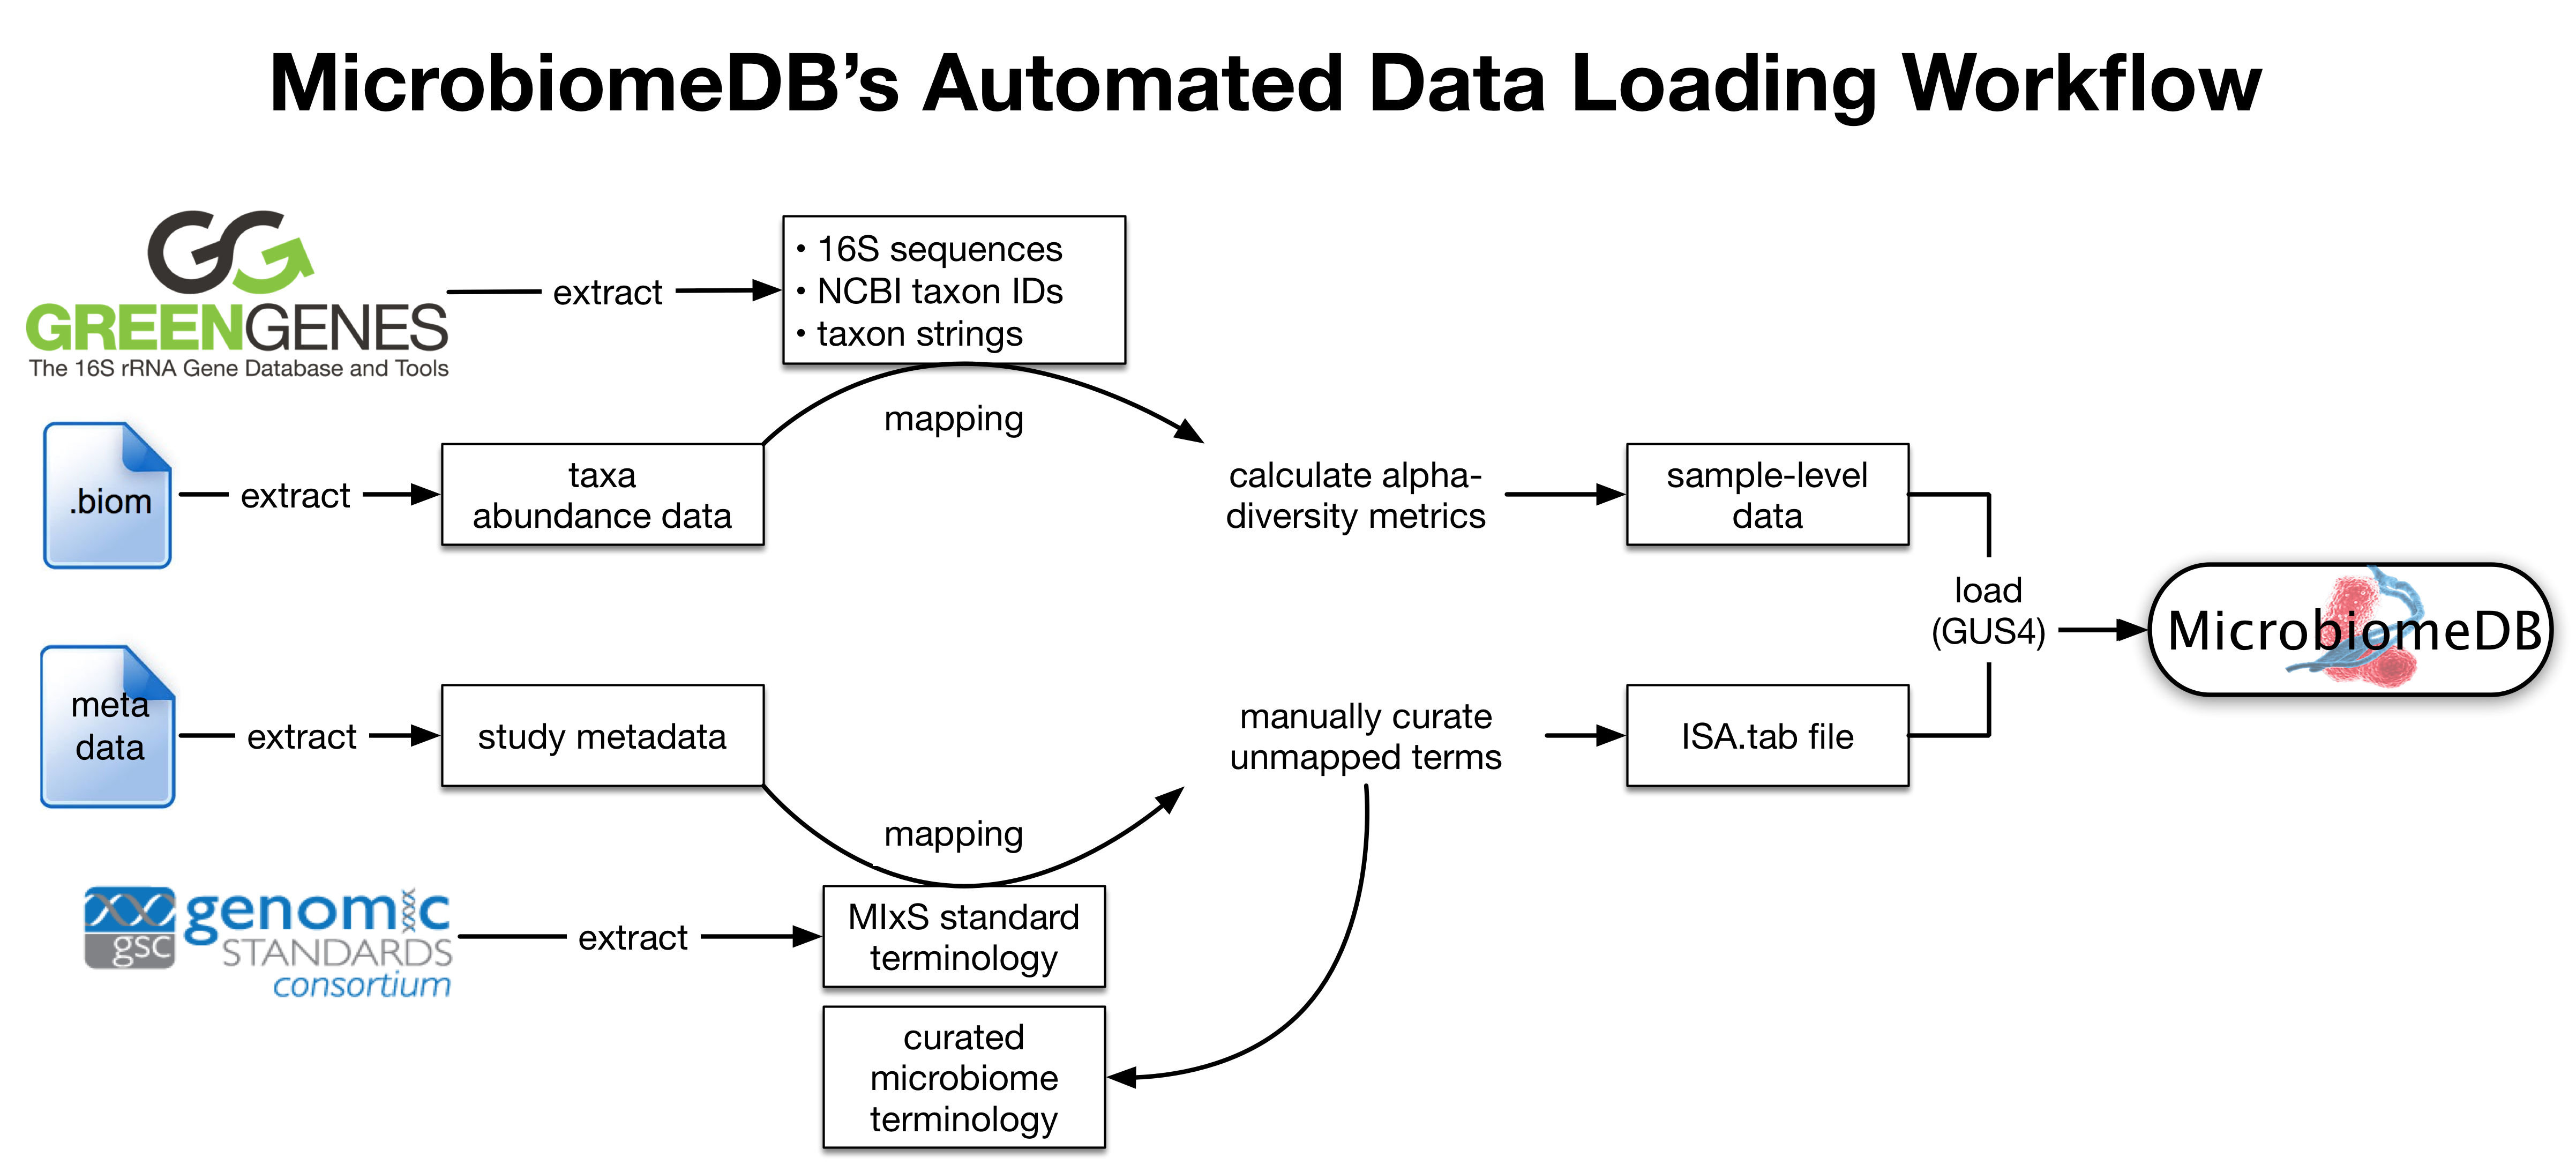 MicrobiomeDB’s Automated Data Loading Workflow
GREENGENES
The 16S rRNA Gene Database and Tools
extract
• 16S sequences
• NCBI taxon IDs
• taxon strings
mapping
.biom
extract
taxa
abundance data
calculate alpha-
diversity metrics
sample-level
data
load
(GUS4)
MicrobiomeDB
meta
data
extract
study metadata
mapping
manually curate
unmapped terms
ISA.tab file
gsc
genomic
STANDARDS
consortium
extract
MIxS standard
terminology
curated
microbiome
terminology